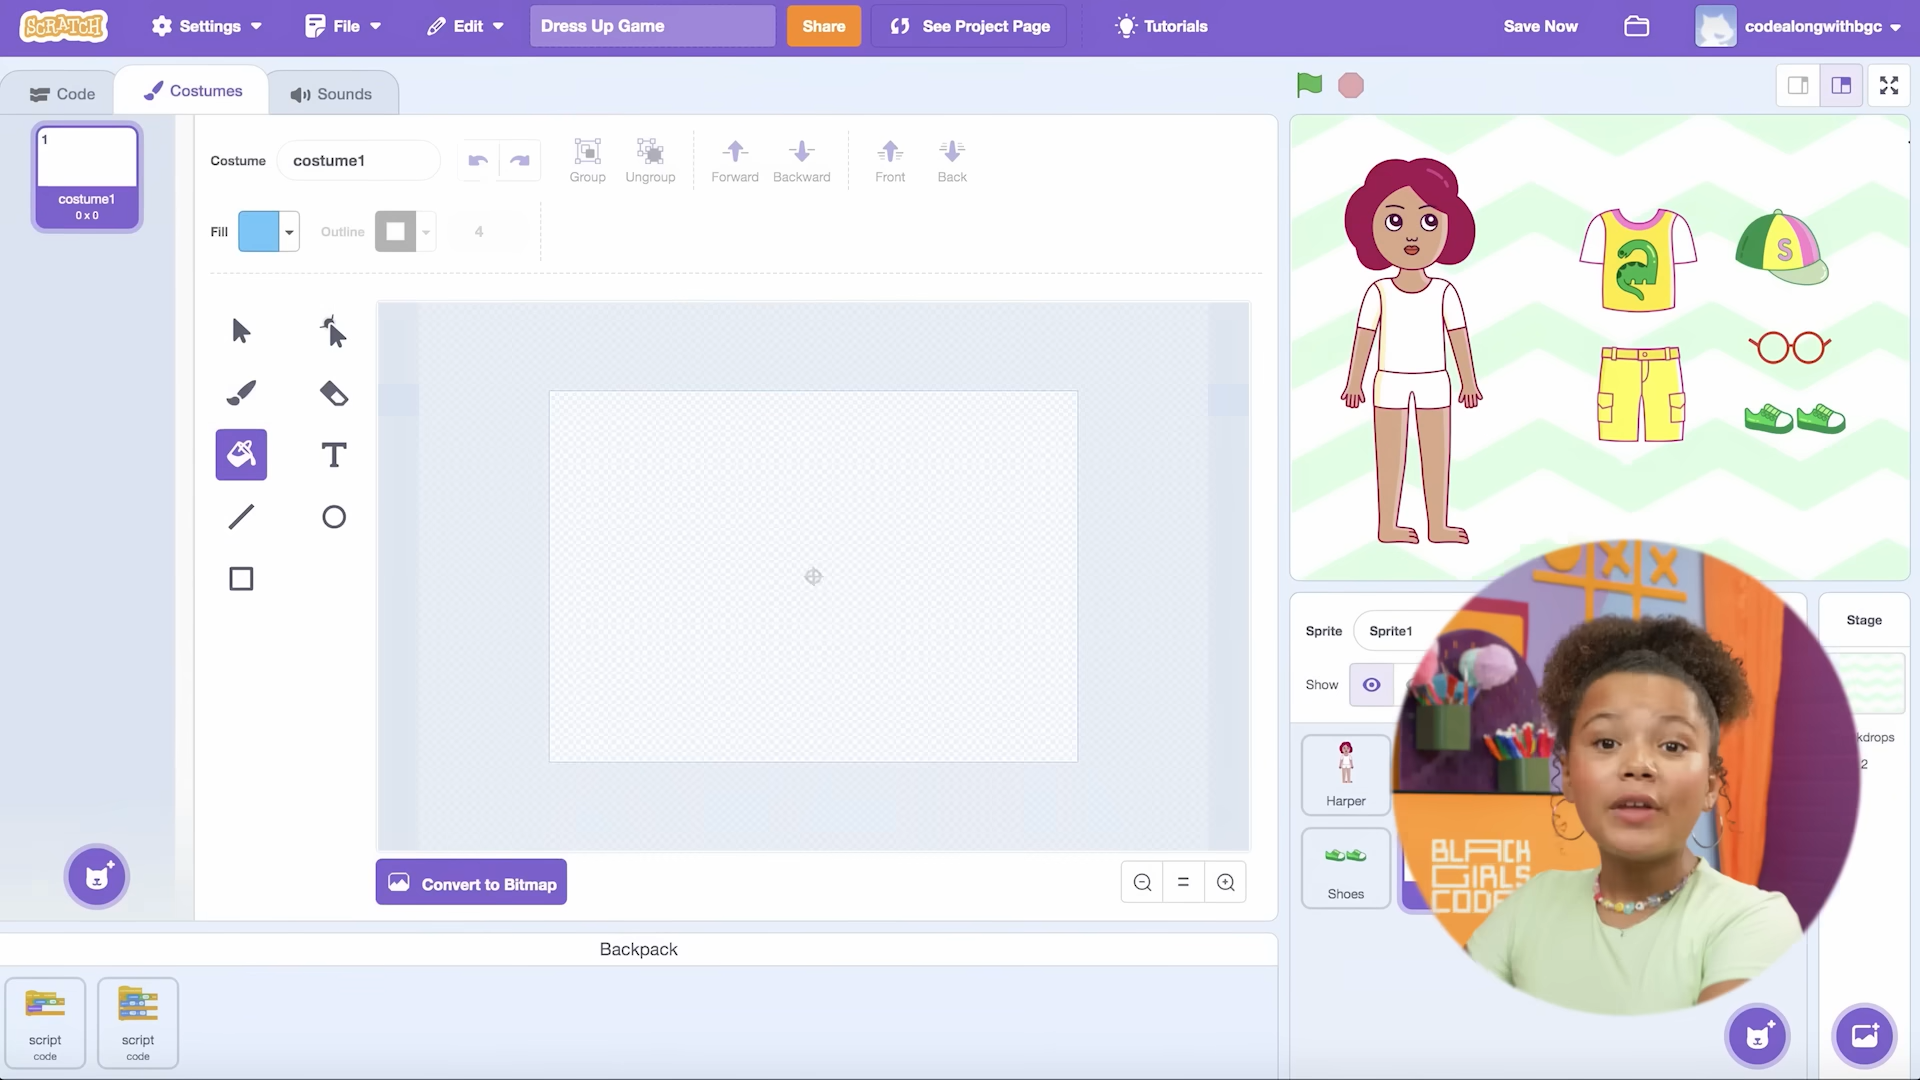 SCRATCH
Settings
File
Edit
Dress Up Game
Share
See Project Page
Tutorials
Save Now
codealongwithbgc
Code
Costumes
Sounds
1
costume1
0 x 0
Costume
costume1
Group
Ungroup
Forward
Backward
Front
Back
Fill
Outline
4
Convert to Bitmap
Backpack
script
code
script
code
S
Sprite
Sprite1
Show
Harper
Shoes
Stage
kdrops
2
BLACK
GIRLS
CODE